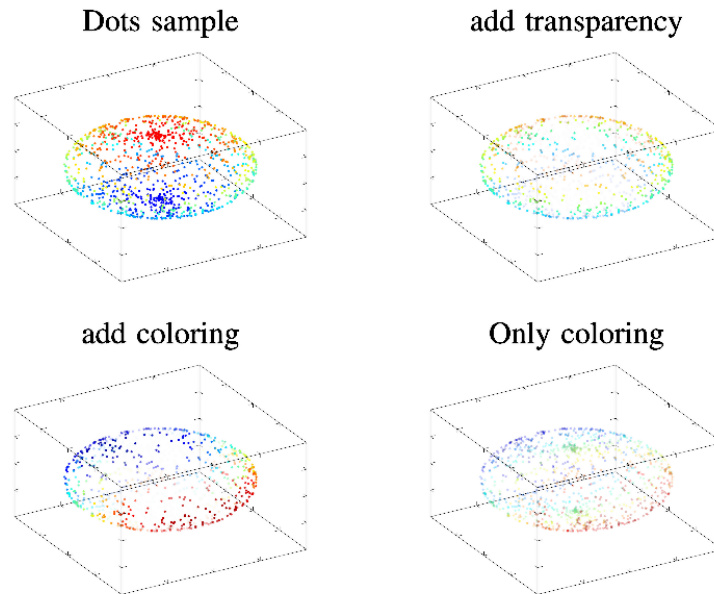 Dots sample
add transparency
add coloring
Only coloring